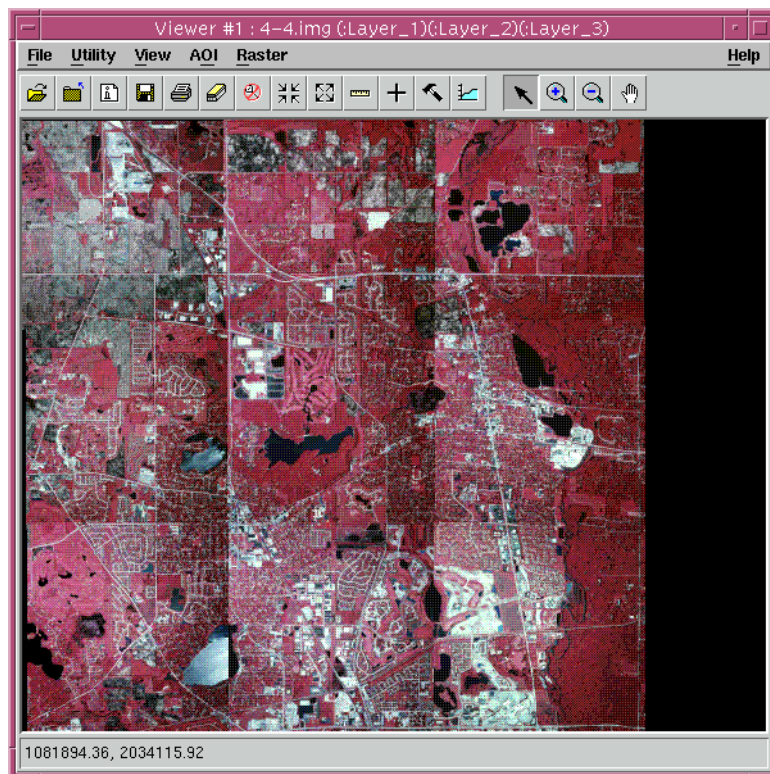 Viewer #1 : 4-4.img (:Layer_1)(:Layer_2)(:Layer_3)
File Utility View AOI Raster Help
1081894.36, 2034115.92